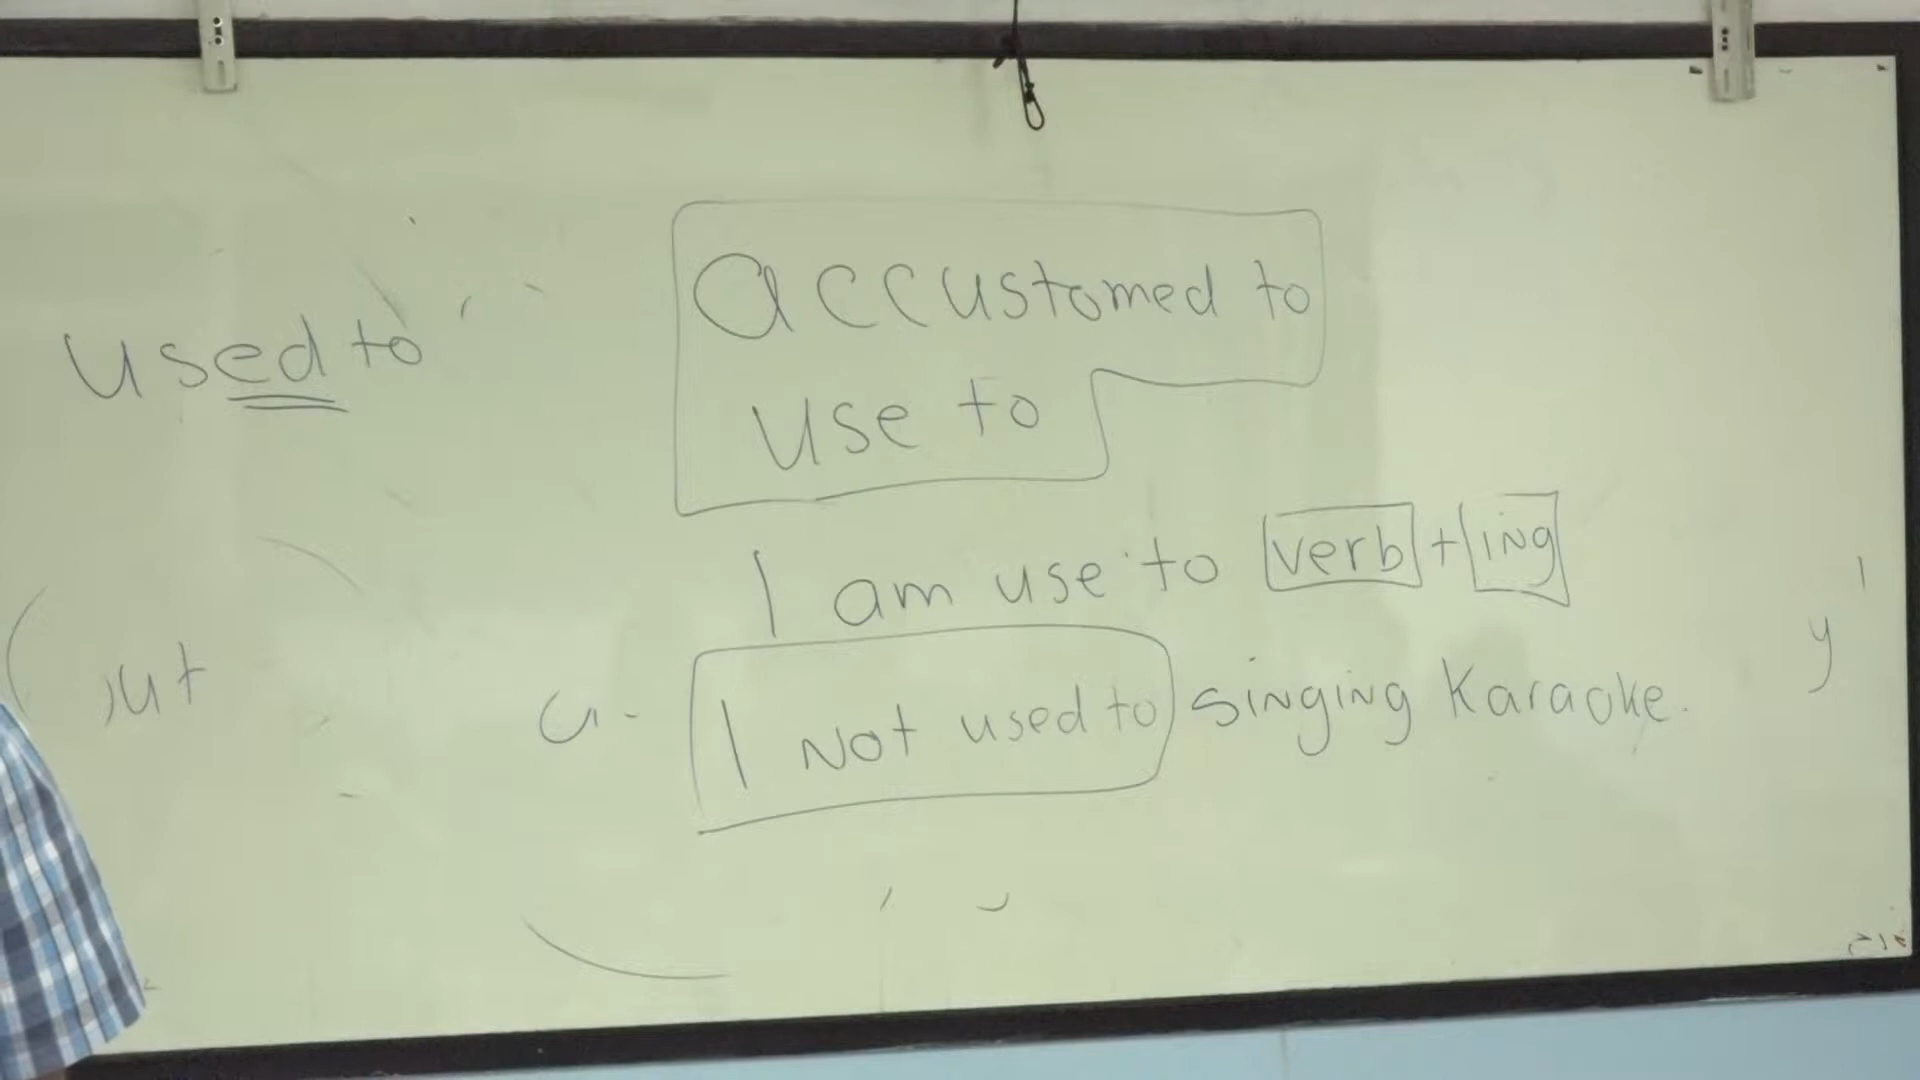 used to
accustomed to
use to
I am use to verb + ing
I not used to singing Karaoke.
y